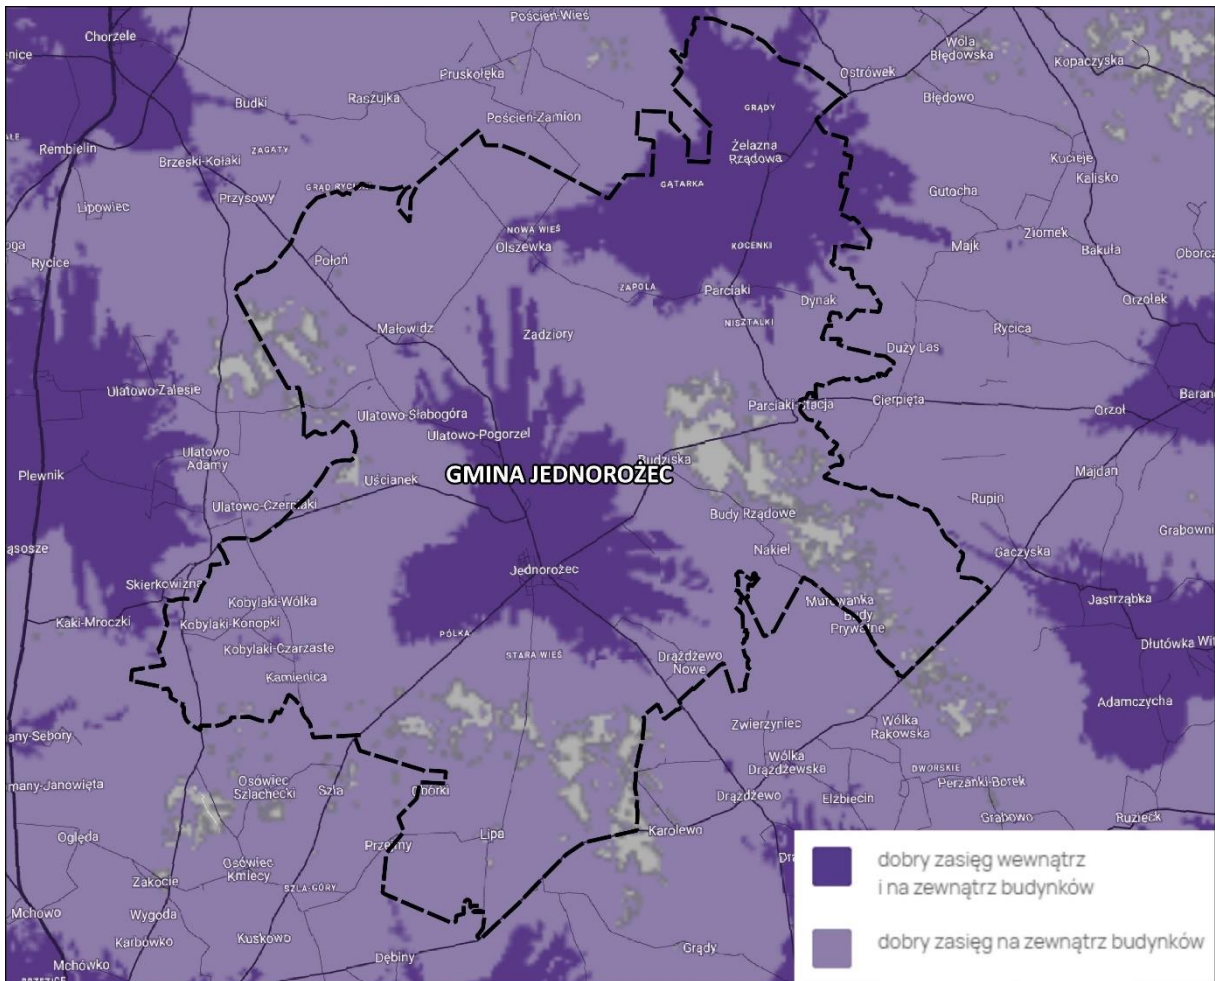 Poścień-Wieś
Chorzele
Wola
Błędowska
Kopaczyska
Pruskołęka
Ostrówek
Raszujka
Budki
GRĄDY
Błędowo
Poścień-Zamion
Rembielin
Żelazna
Rządowa
ZAGATY
Brzeski-Kołaki
Kucieje
Kalisko
GĄTARKA
Przysowy
Gutocha
Lipowiec
NOWA WIEŚ
Ziomek
Olszewka
KOCENKI
Majk
Bakuła
Połoń
Rycice
ZAPOLA
Parciaki
Dynak
Orzołek
NISZTALKI
Małowidz
Zadziory
Rycica
Duży Las
Ulatowo-Zalesie
Cierpięta
Parciaki-Stacja
Orzoł
Ulatowo-Słabogóra
Ulatowo-Pogorzel
Ulatowo
Adamy
Budziska
GMINA JEDNOROŻEC
Plewnik
Uścianek
Majdan
Rupin
Ulatowo-Czerniaki
Budy Rządowe
Nakieł
Gaczyska
Jednorożec
Skierkowizna
Kobylaki-Wólka
Murowanka
Budy
Prywatne
Jastrząbka
Kaki-Mroczki
Kobylaki-Konopki
PÓLKA
Kobylaki-Czarzaste
STARA WIEŚ
Drążdżewo
Nowe
Dłutówka
Kamienica
Adamczycha
Zwierzyniec
Wólka
Rakowska
Wólka
Drążdżewska
DWORSKIE
Osówiec
Szlachecki
Szla
Obórki
Perzanki-Borek
Drążdżewo
Elżbiecin
Grabowo
Ruzieck
Oględa
Lipa
Karolewo
Przejmy
Osówiec
Kmiecy
Zakocie
SZLA-GÓRY
dobry zasięg wewnątrz
i na zewnątrz budynków
Mchowo
Wygoda
Karbówko
Kuskowo
Grądy
dobry zasięg na zewnątrz budynków
Dębiny
Mchówko